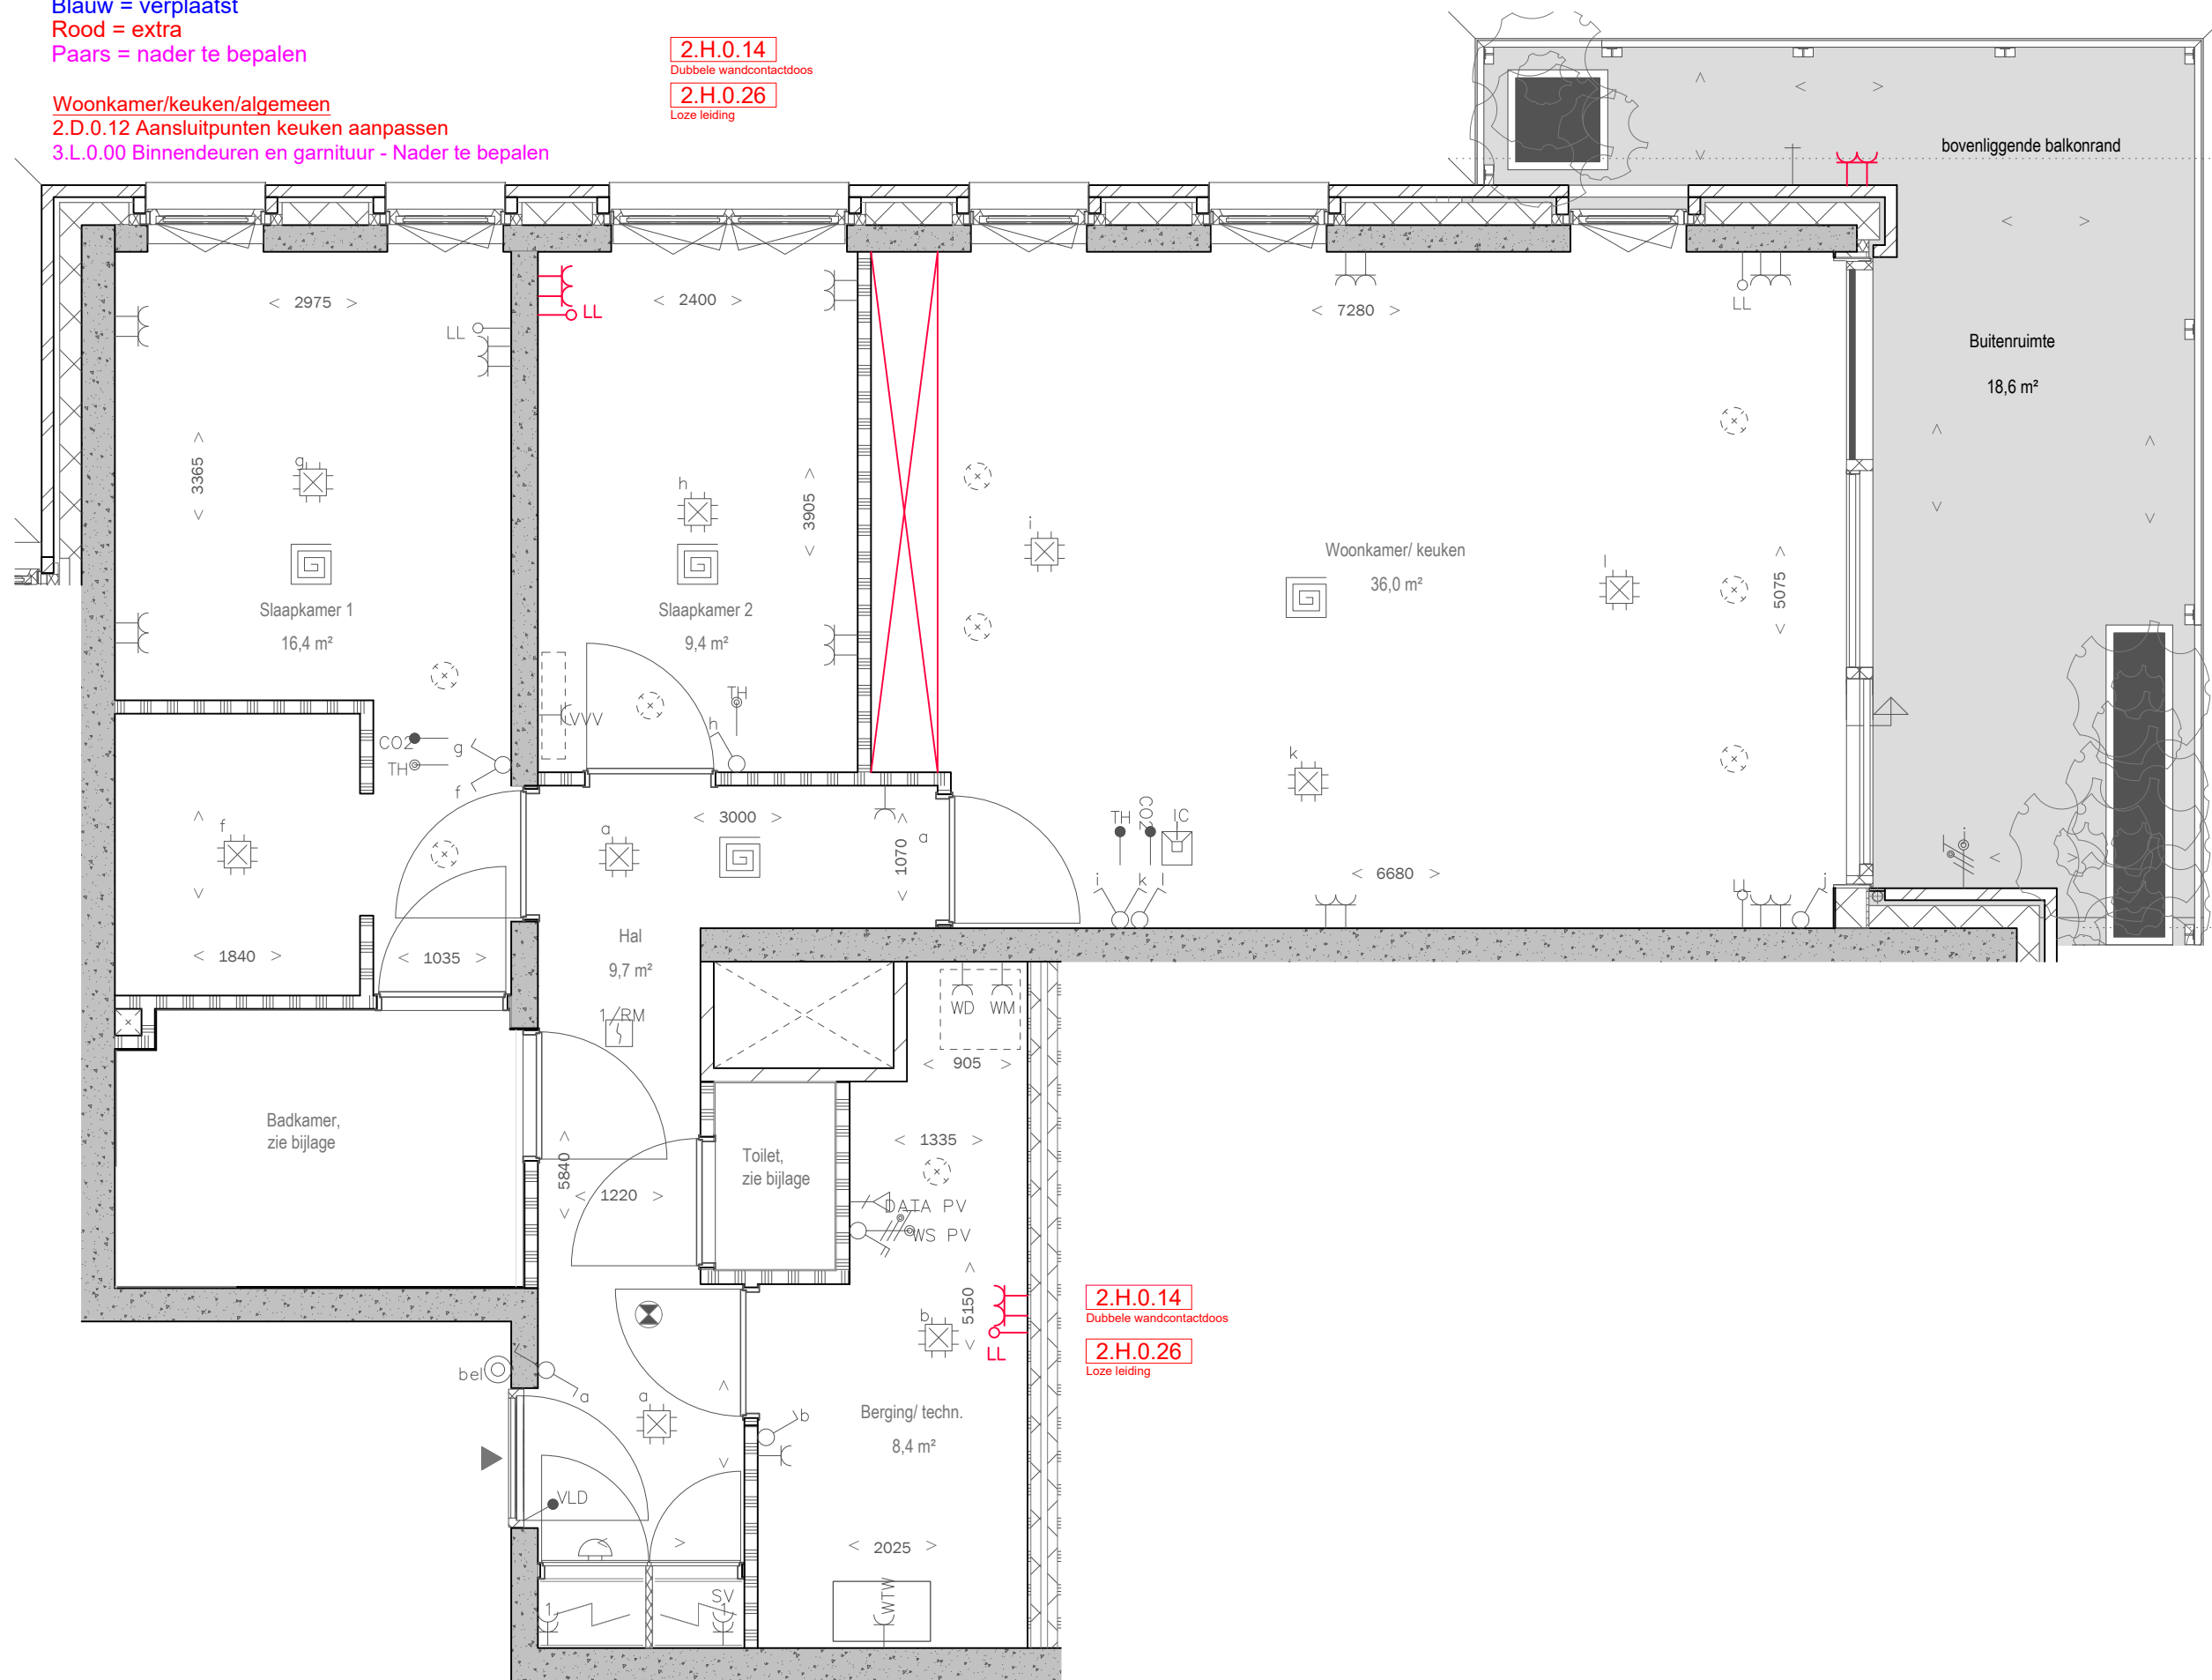 Blauw = verplaatst
Rood = extra
Paars = nader te bepalen
Woonkamer/keuken/algemeen
2.D.0.12 Aansluitpunten keuken aanpassen
3.L.0.00 Binnendeuren en garnituur - Nader te bepalen
2.H.0.14
Dubbele wandcontactdoos
2.H.0.26
Loze leiding
bovenliggende balkonrand
< 2975 >
< 2400 >
< 7280 >
LL
LL
LL
Buitenruimte
18,6 m²
< 3365 >
g
h
< 3905 >
i
Woonkamer/ keuken
36,0 m²
l
< 5075 >
Slaapkamer 1
16,4 m²
Slaapkamer 2
9,4 m²
TH
h
VVV
CO2
TH
g
f
k
f
a
< 3000 >
< 1070 >
a
TH
CO2
IC
i
k
l
< 6680 >
LL
j
j
< 1840 >
< 1035 >
Hal
9,7 m²
1/RM
WD
WM
< 905 >
Badkamer,
zie bijlage
< 5840 >
< 1220 >
Toilet,
zie bijlage
< 1335 >
DATA PV
WS PV
< 5150 >
b
LL
2.H.0.14
Dubbele wandcontactdoos
2.H.0.26
Loze leiding
bel
a
a
b
Berging/ techn.
8,4 m²
VLD
< 2025 >
1
SV
1
WTW